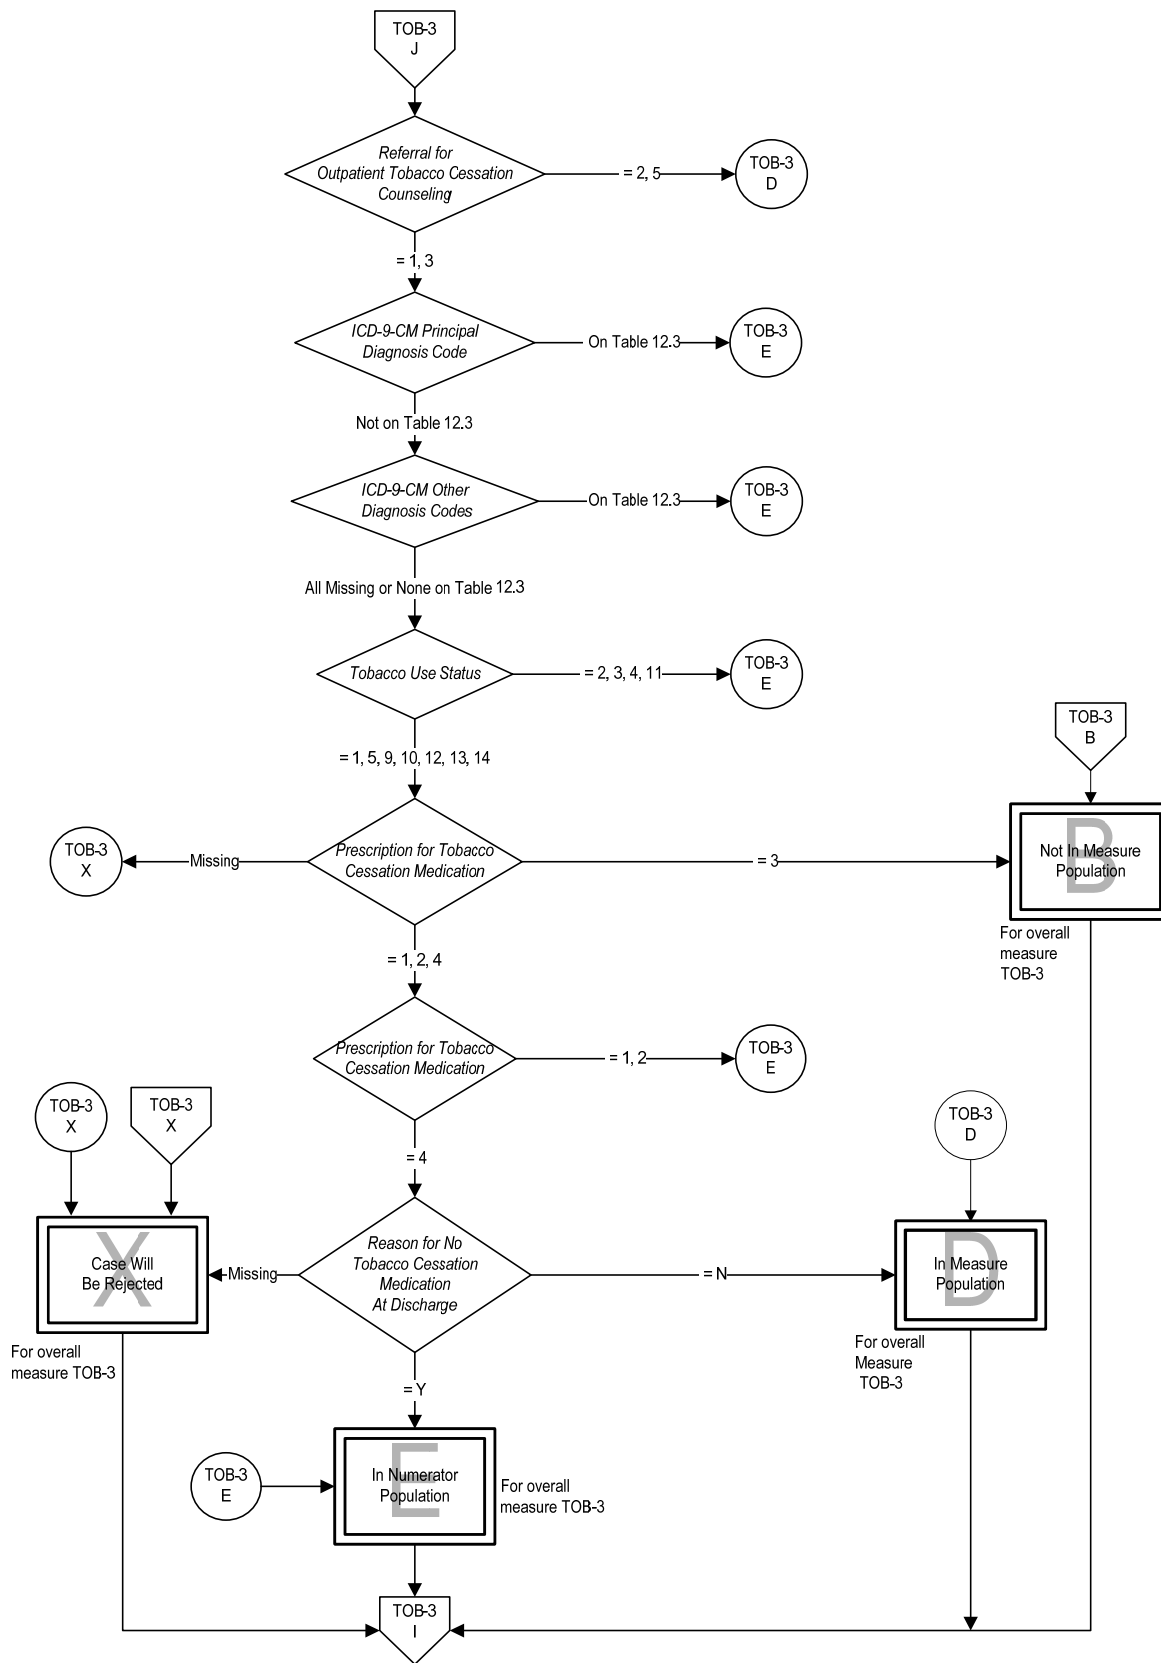 TOB-3
J
Referral for
Outpatient Tobacco Cessation
Counseling
= 2, 5
TOB-3
D
= 1, 3
ICD-9-CM Principal
Diagnosis Code
On Table 12.3
TOB-3
E
Not on Table 12.3
ICD-9-CM Other
Diagnosis Codes
On Table 12.3
TOB-3
E
All Missing or None on Table 12.3
Tobacco Use Status
= 2, 3, 4, 11
TOB-3
E
= 1, 5, 9, 10, 12, 13, 14
TOB-3
B
TOB-3
X
Missing
Prescription for Tobacco
Cessation Medication
= 3
B
Not In Measure
Population
For overall
measure
TOB-3
= 1, 2, 4
Prescription for Tobacco
Cessation Medication
= 1, 2
TOB-3
E
TOB-3
X
TOB-3
X
TOB-3
D
= 4
X
Case Will
Be Rejected
For overall
measure TOB-3
Missing
Reason for No
Tobacco Cessation
Medication
At Discharge
= N
D
In Measure
Population
For overall
Measure
TOB-3
= Y
TOB-3
E
E
In Numerator
Population
For overall
measure TOB-3
TOB-3
I